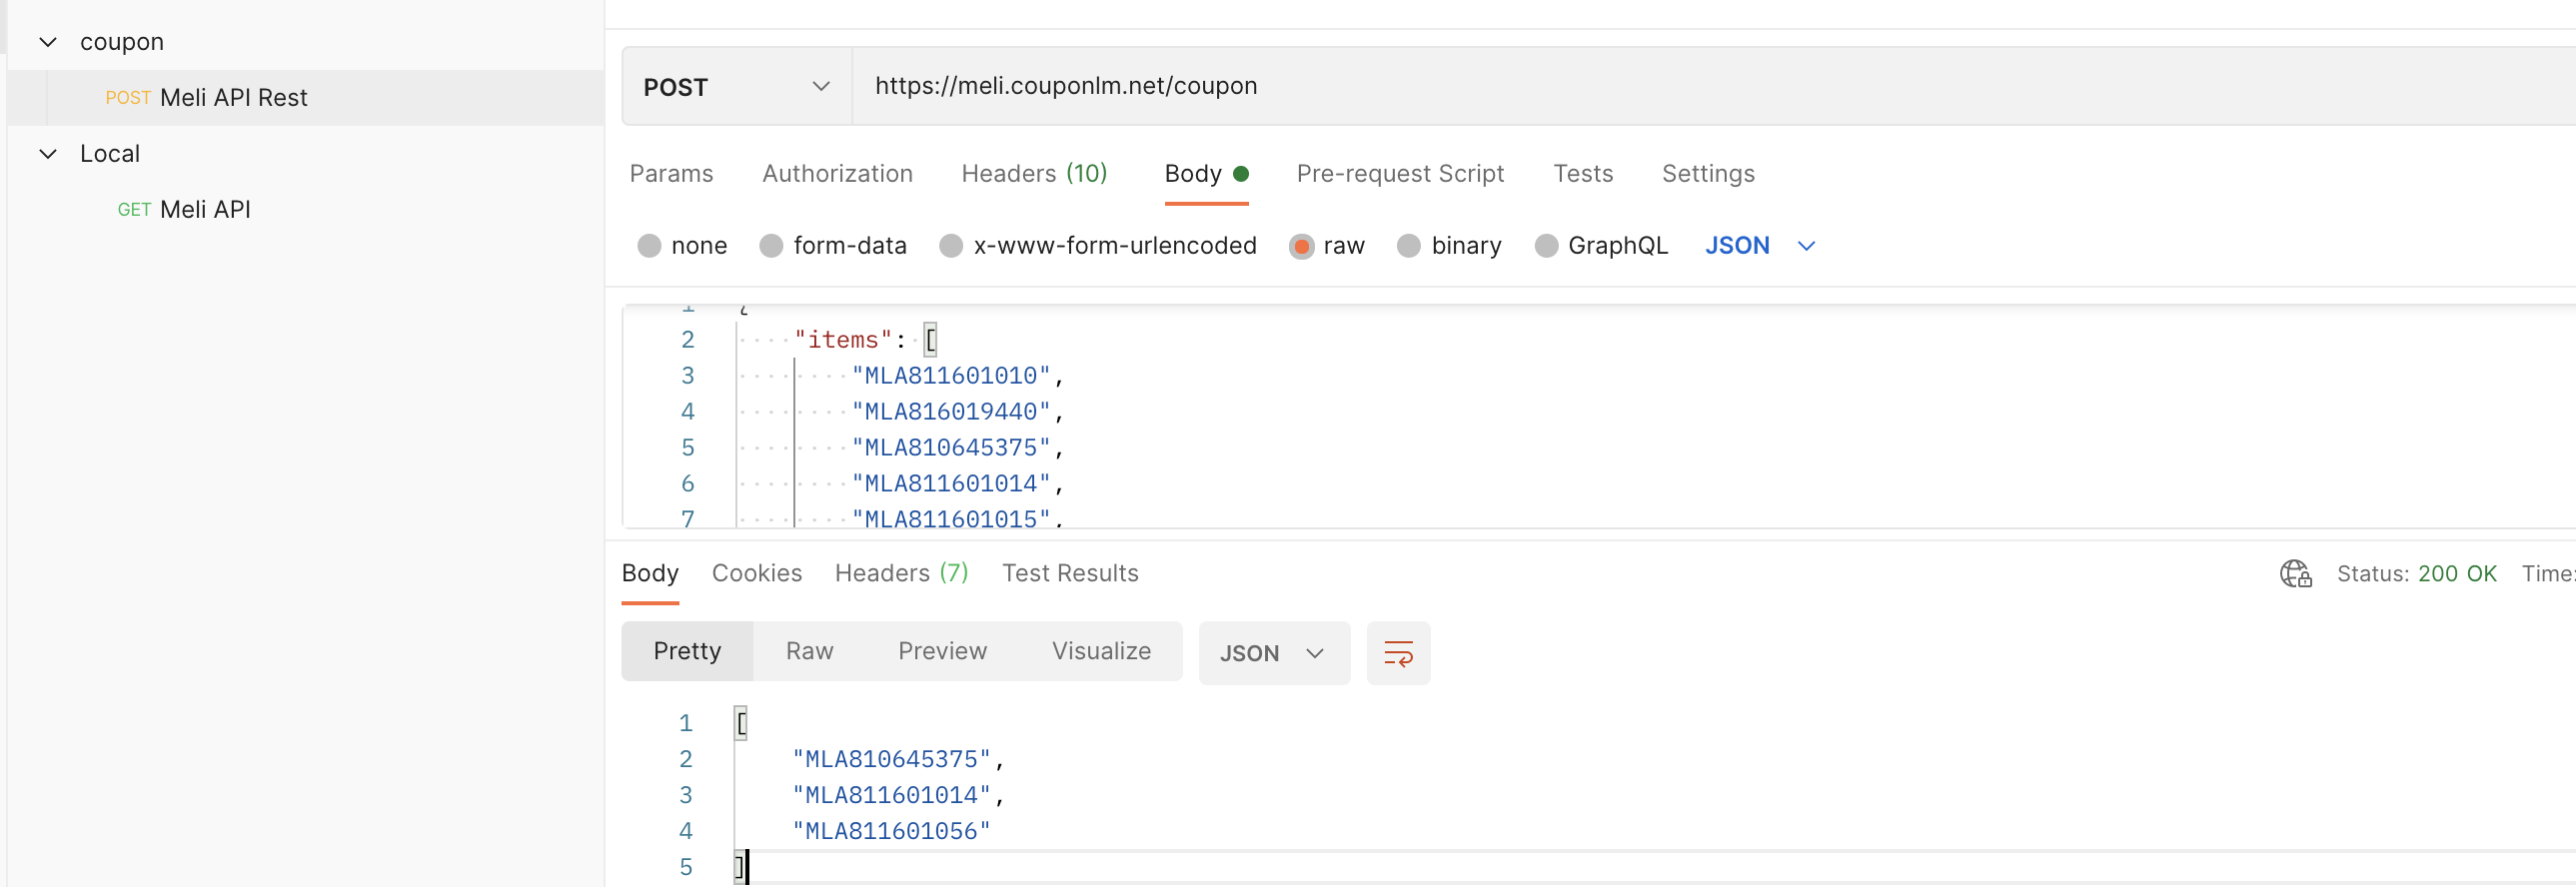 coupon
POST Meli API Rest
Local
GET Meli API
POST https://meli.couponlm.net/coupon
Params Authorization Headers (10) Body Pre-request Script Tests Settings
none form-data x-www-form-urlencoded raw binary GraphQL JSON
1 {
2 "items": [
3 "MLA811601010",
4 "MLA816019440",
5 "MLA810645375",
6 "MLA811601014",
7 "MLA811601015",
Body Cookies Headers (7) Test Results Status: 200 OK Time:
Pretty Raw Preview Visualize JSON
1 [
2 "MLA810645375",
3 "MLA811601014",
4 "MLA811601056"
5 ]